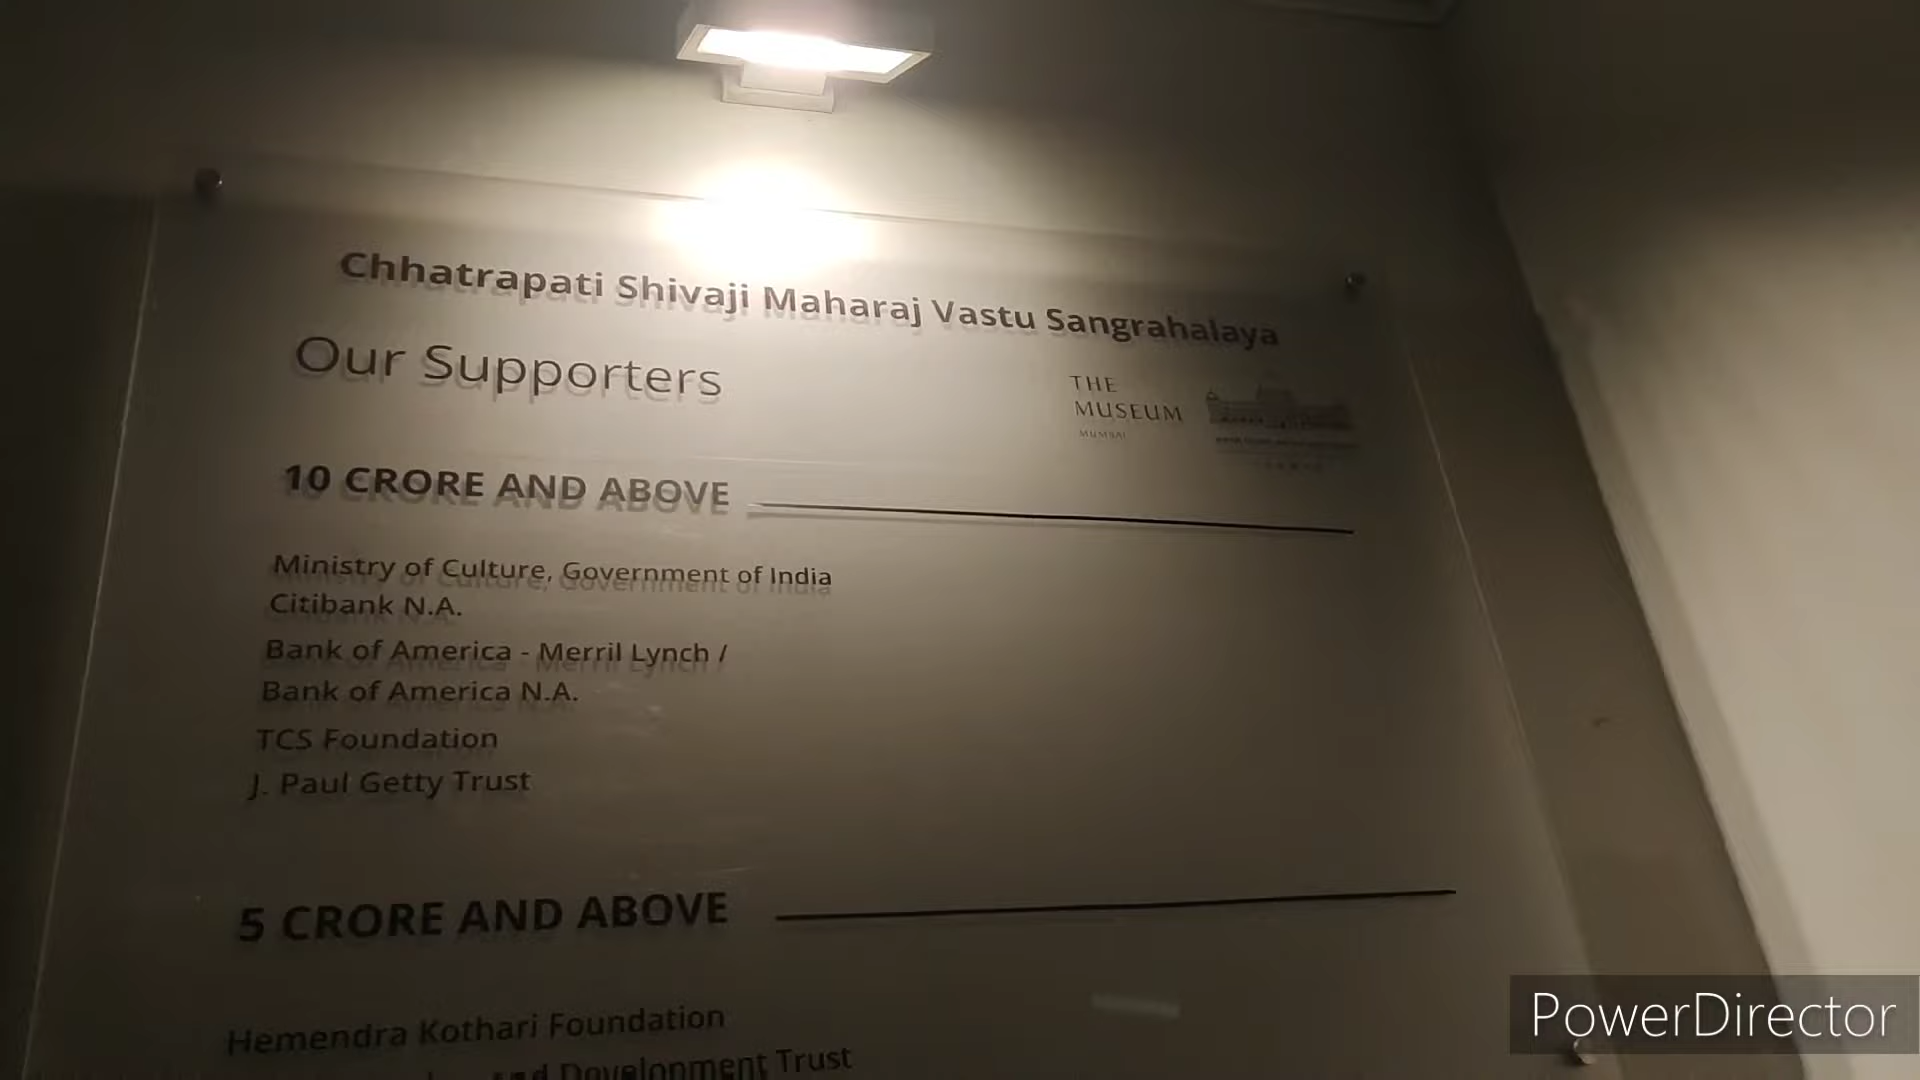 Chhatrapati Shivaji Maharaj Vastu Sangrahalaya
Our Supporters
THE
MUSEUM
MUMBAI
10 CRORE AND ABOVE
Ministry of Culture, Government of India
Citibank N.A.
Bank of America - Merril Lynch /
Bank of America N.A.
TCS Foundation
J. Paul Getty Trust
5 CRORE AND ABOVE
Hemendra Kothari Foundation
and Development Trust
PowerDirector